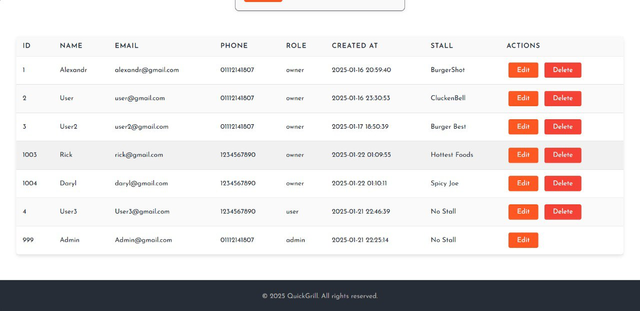 ID NAME EMAIL PHONE ROLE CREATED AT STALL ACTIONS
1 Alexandr alexandr@gmail.com 01112141807 owner 2025-01-16 20:59:40 BurgerShot Edit Delete
2 User user@gmail.com 01112141807 owner 2025-01-16 23:30:53 CluckenBell Edit Delete
3 User2 user2@gmail.com 01112141807 owner 2025-01-17 18:50:39 Burger Best Edit Delete
1003 Rick rick@gmail.com 1234567890 owner 2025-01-22 01:09:55 Hottest Foods Edit Delete
1004 Daryl daryl@gmail.com 1234567890 owner 2025-01-22 01:10:11 Spicy Joe Edit Delete
4 User3 User3@gmail.com 1234567890 user 2025-01-21 22:46:39 No Stall Edit Delete
999 Admin Admin@gmail.com 01112141807 admin 2025-01-21 22:25:14 No Stall Edit
© 2025 QuickGrill. All rights reserved.